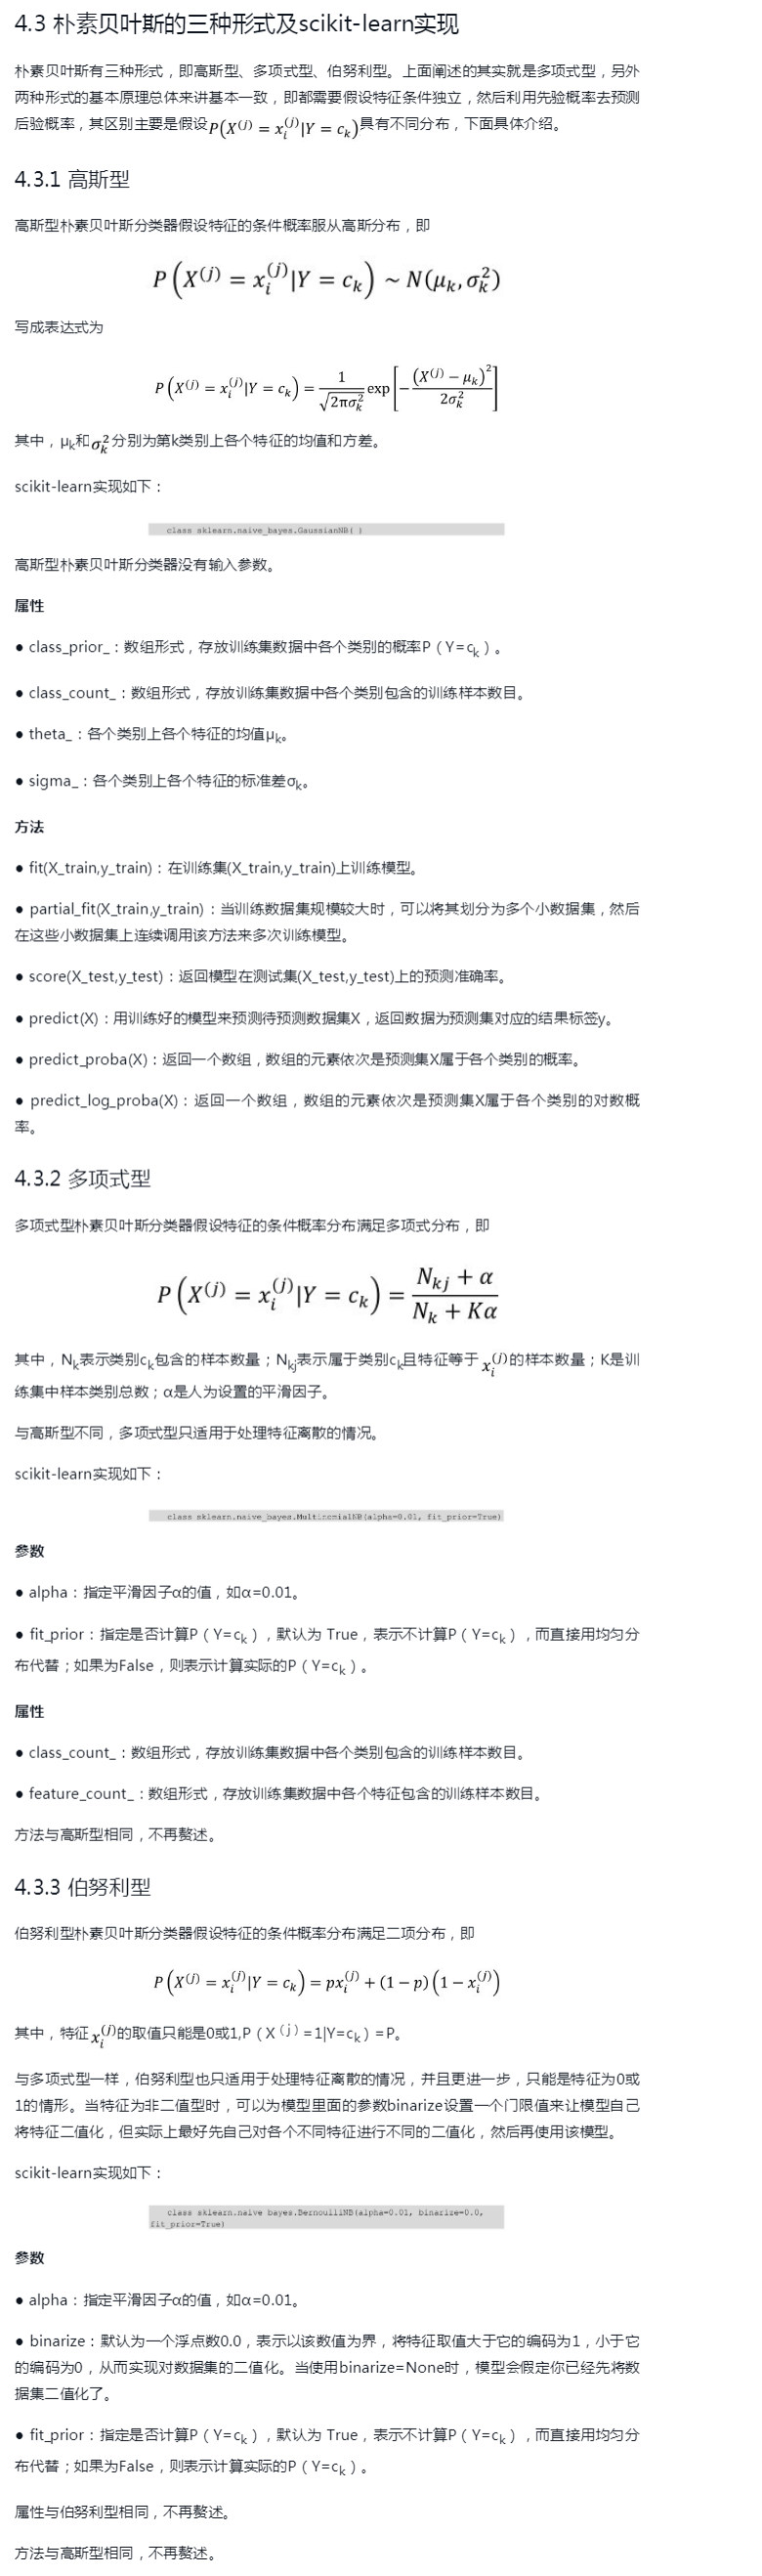 4.3 朴素贝叶斯的三种形式及scikit-learn实现
朴素贝叶斯有三种形式，即高斯型、多项式型、伯努利型。上面阐述的其实就是多项式型，另外
两种形式的基本原理总体来讲基本一致，即都需要假设特征条件独立，然后利用先验概率去预测
后验概率，其区别主要是假设P(X^(j) = x_i^(j)|Y = c_k)具有不同分布，下面具体介绍。
4.3.1 高斯型
高斯型朴素贝叶斯分类器假设特征的条件概率服从高斯分布，即
P(X^(j) = x_i^(j)|Y = c_k) ~ N(μ_k, σ_k^2)
写成表达式为
P(X^(j) = x_i^(j)|Y = c_k) = 1/√(2πσ_k^2) exp[-(X^(j) - μ_k)^2/(2σ_k^2)]
其中，μ_k和σ_k^2分别为第k类别上各个特征的均值和方差。
scikit-learn实现如下：
class sklearn.naive_bayes.GaussianNB( )
高斯型朴素贝叶斯分类器没有输入参数。
属性
● class_prior_：数组形式，存放训练集数据中各个类别的概率P（Y=c_k）。
● class_count_：数组形式，存放训练集数据中各个类别包含的训练样本数目。
● theta_：各个类别上各个特征的均值μ_k。
● sigma_：各个类别上各个特征的标准差σ_k。
方法
● fit(X_train,y_train)：在训练集(X_train,y_train)上训练模型。
● partial_fit(X_train,y_train)：当训练数据集规模较大时，可以将其划分为多个小数据集，然后
在这些小数据集上连续调用该方法来多次训练模型。
● score(X_test,y_test)：返回模型在测试集(X_test,y_test)上的预测准确率。
● predict(X)：用训练好的模型来预测待预测数据集X，返回数据为预测集对应的结果标签y。
● predict_proba(X)：返回一个数组，数组的元素依次是预测集X属于各个类别的概率。
● predict_log_proba(X)：返回一个数组，数组的元素依次是预测集X属于各个类别的对数概
率。
4.3.2 多项式型
多项式型朴素贝叶斯分类器假设特征的条件概率分布满足多项式分布，即
P(X^(j) = x_i^(j)|Y = c_k) = (N_kj + α)/(N_k + Kα)
其中，N_k表示类别c_k包含的样本数量；N_kj表示属于类别c_k且特征等于 x_i^(j)的样本数量；K是训
练集中样本类别总数；α是人为设置的平滑因子。
与高斯型不同，多项式型只适用于处理特征离散的情况。
scikit-learn实现如下：
class sklearn.naive_bayes.MultinomialNB(alpha=0.01, fit_prior=True)
参数
● alpha：指定平滑因子α的值，如α=0.01。
● fit_prior：指定是否计算P（Y=c_k），默认为 True，表示不计算P（Y=c_k），而直接用均匀分
布代替；如果为False，则表示计算实际的P（Y=c_k）。
属性
● class_count_：数组形式，存放训练集数据中各个类别包含的训练样本数目。
● feature_count_：数组形式，存放训练集数据中各个特征包含的训练样本数目。
方法与高斯型相同，不再赘述。
4.3.3 伯努利型
伯努利型朴素贝叶斯分类器假设特征的条件概率分布满足二项分布，即
P(X^(j) = x_i^(j)|Y = c_k) = px_i^(j) + (1 - p)(1 - x_i^(j))
其中，特征x_i^(j)的取值只能是0或1,P（X^（j）=1|Y=c_k）=P。
与多项式型一样，伯努利型也只适用于处理特征离散的情况，并且更进一步，只能是特征为0或
1的情形。当特征为非二值型时，可以为模型里面的参数binarize设置一个门限值来让模型自己
将特征二值化，但实际上最好先自己对各个不同特征进行不同的二值化，然后再使用该模型。
scikit-learn实现如下：
class sklearn.naive bayes.BernoulliNB(alpha=0.01, binarize=0.0,
fit_prior=True)
参数
● alpha：指定平滑因子α的值，如α=0.01。
● binarize：默认为一个浮点数0.0，表示以该数值为界，将特征取值大于它的编码为1，小于它
的编码为0，从而实现对数据集的二值化。当使用binarize=None时，模型会假定你已经先将数
据集二值化了。
● fit_prior：指定是否计算P（Y=c_k），默认为 True，表示不计算P（Y=c_k），而直接用均匀分
布代替；如果为False，则表示计算实际的P（Y=c_k）。
属性与伯努利型相同，不再赘述。
方法与高斯型相同，不再赘述。